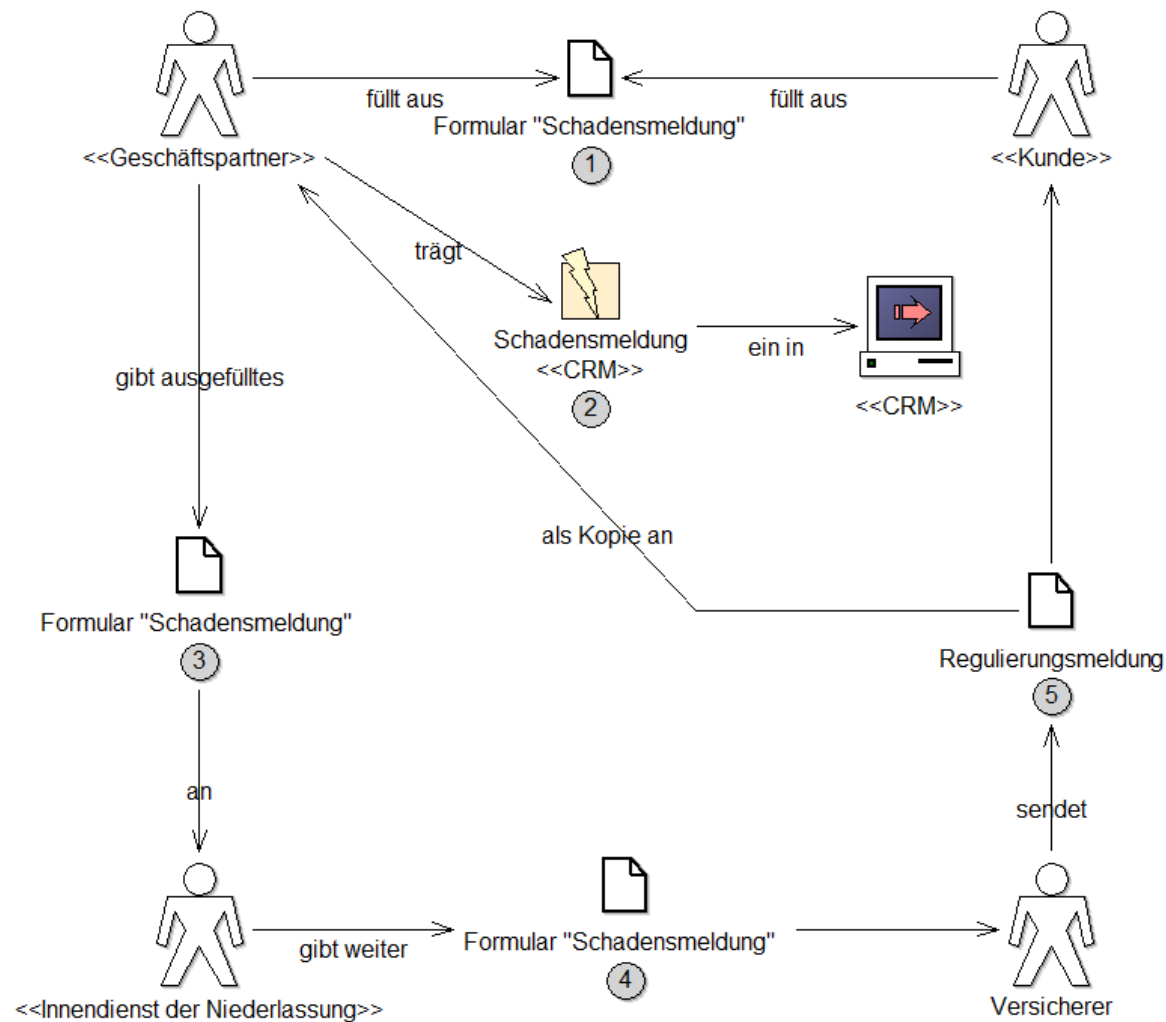 füllt aus
füllt aus
Formular "Schadensmeldung"
<<Geschäftspartner>>
1
<<Kunde>>
trägt
Schadensmeldung
<<CRM>>
2
ein in
<<CRM>>
gibt ausgefülltes
als Kopie an
Formular "Schadensmeldung"
3
Regulierungsmeldung
5
an
sendet
gibt weiter
Formular "Schadensmeldung"
4
<<Innendienst der Niederlassung>>
Versicherer